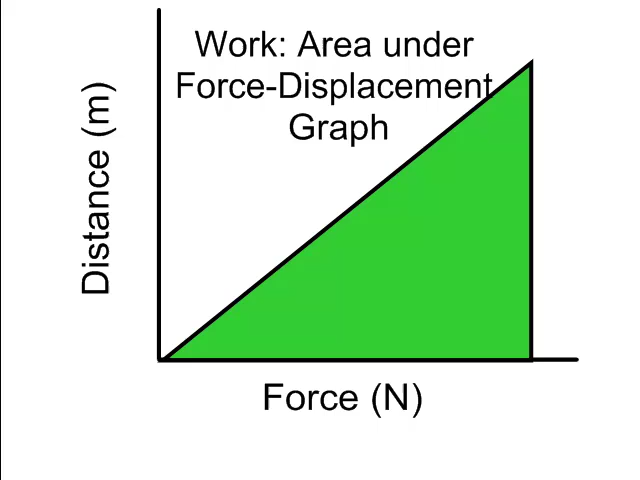 Work: Area under
Force-Displacement
Graph
Distance (m)
Force (N)